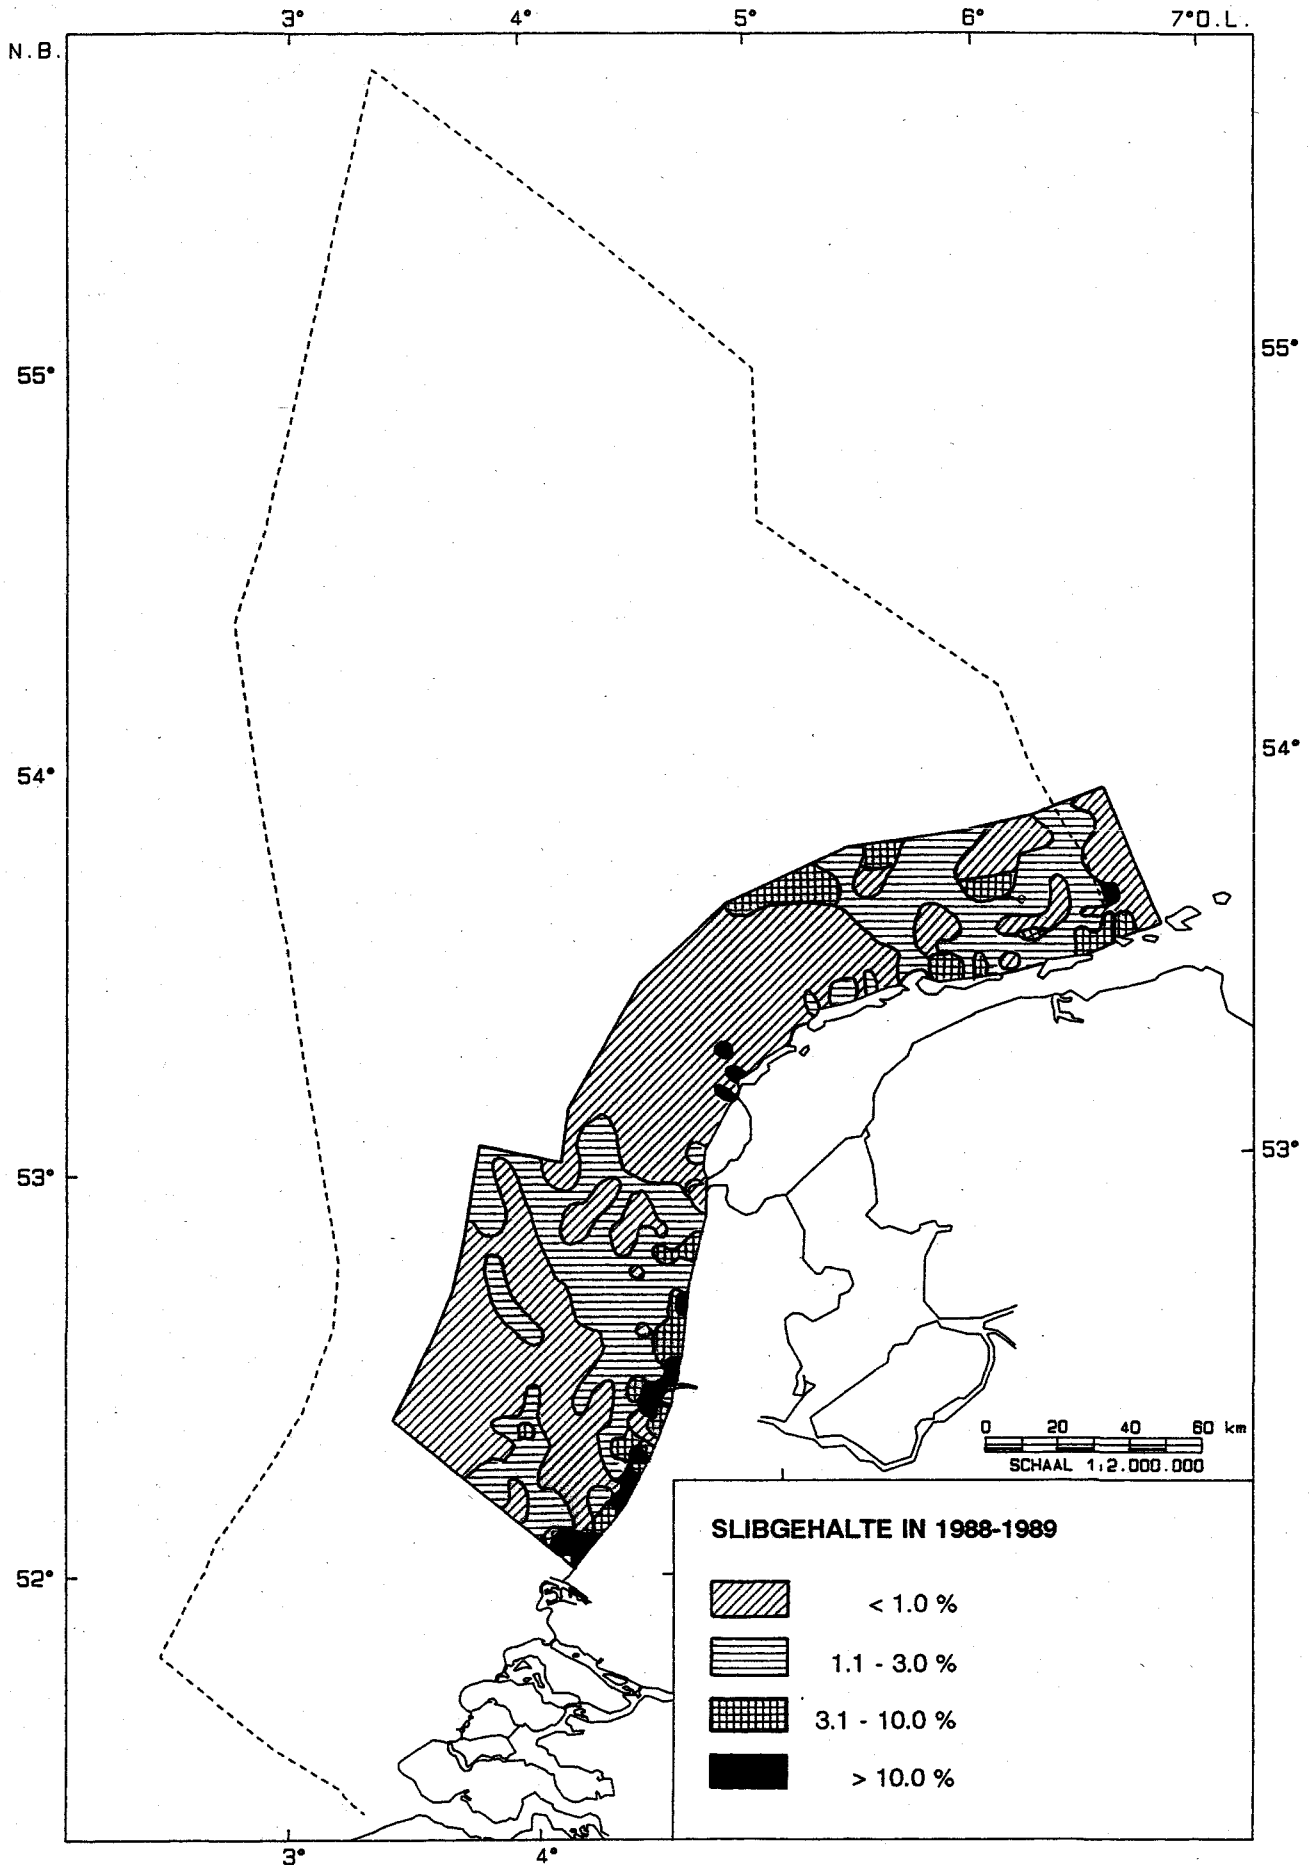 3° 4° 5° 6° 7°O.L.
N.B.
55° 55°
54° 54°
53° 53°
0 20 40 60 km
SCHAAL 1:2.000.000
SLIBGEHALTE IN 1988-1989
52°
< 1.0 %
1.1 - 3.0 %
3.1 - 10.0 %
> 10.0 %
3° 4°